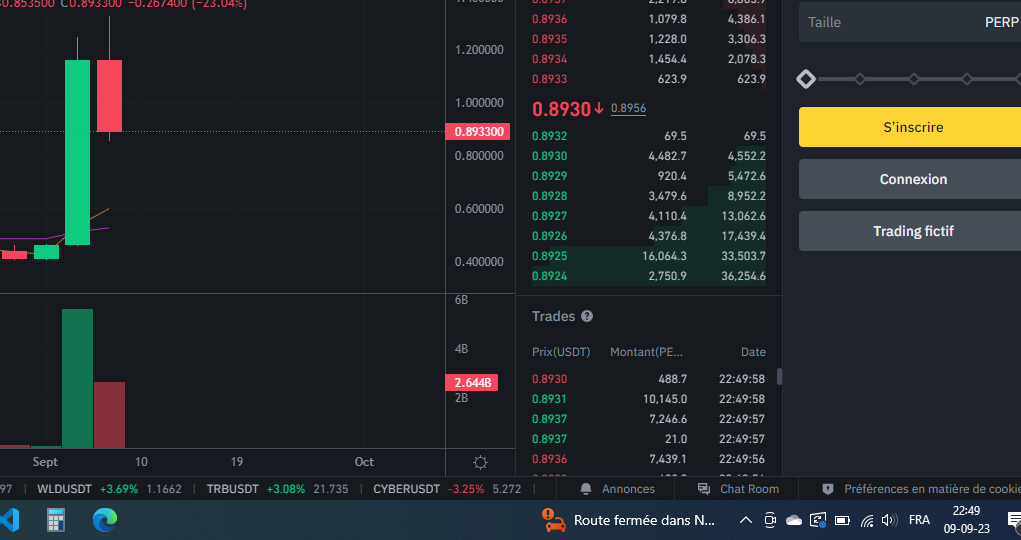 0.853500 C0.893300 −0.267400 (−23.04%)
1.200000
1.000000
0.893300
0.800000
0.600000
0.400000
6B
4B
2.644B
2B
Sept 10 19 Oct
0.8936 1,079.8 4,386.1
0.8935 1,228.0 3,306.3
0.8934 1,454.4 2,078.3
0.8933 623.9 623.9
0.8930↓ 0.8956
0.8932 69.5 69.5
0.8930 4,482.7 4,552.2
0.8929 920.4 5,472.6
0.8928 3,479.6 8,952.2
0.8927 4,110.4 13,062.6
0.8926 4,376.8 17,439.4
0.8925 16,064.3 33,503.7
0.8924 2,750.9 36,254.6
Trades ?
Prix(USDT) Montant(PE... Date
0.8930 488.7 22:49:58
0.8931 10,145.0 22:49:58
0.8937 7,246.6 22:49:57
0.8937 21.0 22:49:57
0.8936 7,439.1 22:49:56
Taille PERP
S'inscrire
Connexion
Trading fictif
97 WLDUSDT +3.69% 1.1662 TRBUSDT +3.08% 21.735 CYBERUSDT -3.25% 5.272 Annonces Chat Room Préférences en matière de cookie
Route fermée dans N... FRA 22:49
09-09-23